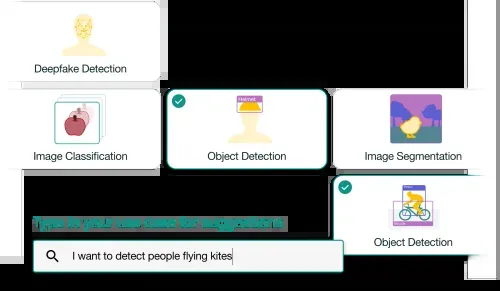 Deepfake Detection
Image Classification
Helmet
Object Detection
Image Segmentation
Object Detection
Type in your use case for suggestions
I want to detect people flying kites